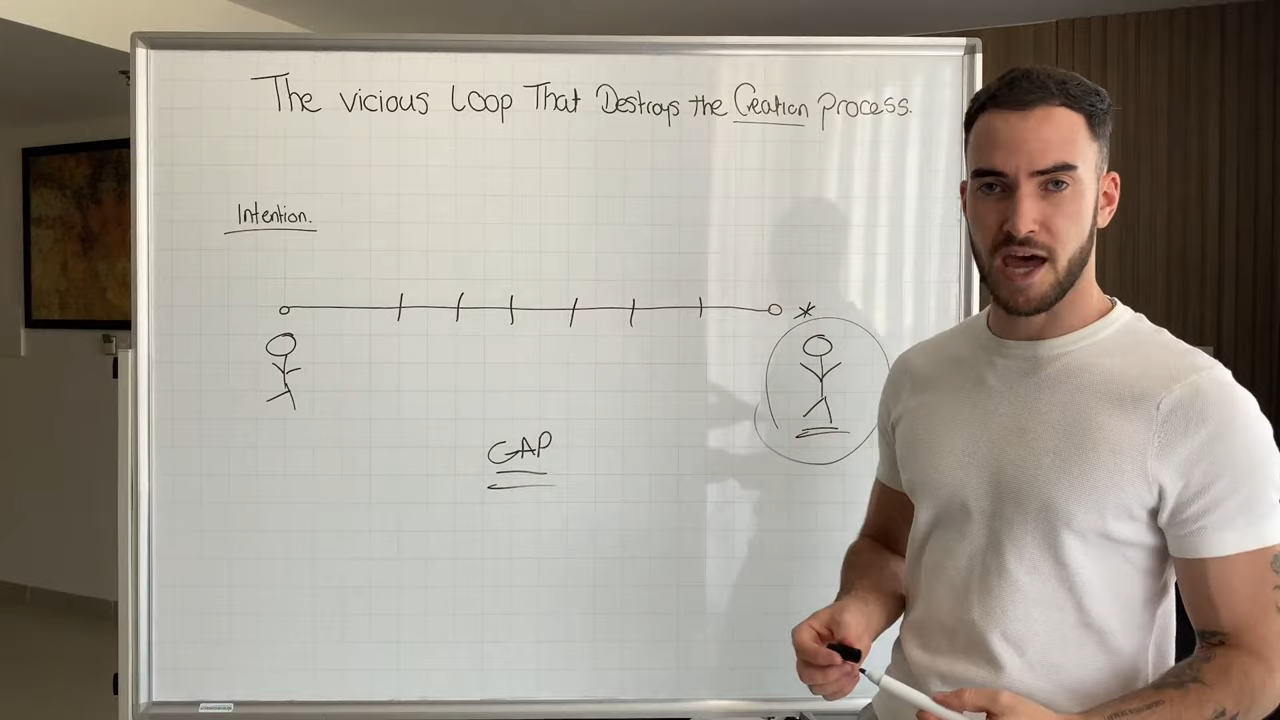 The vicious Loop That Destroys the Creation Process.
Intention.
GAP